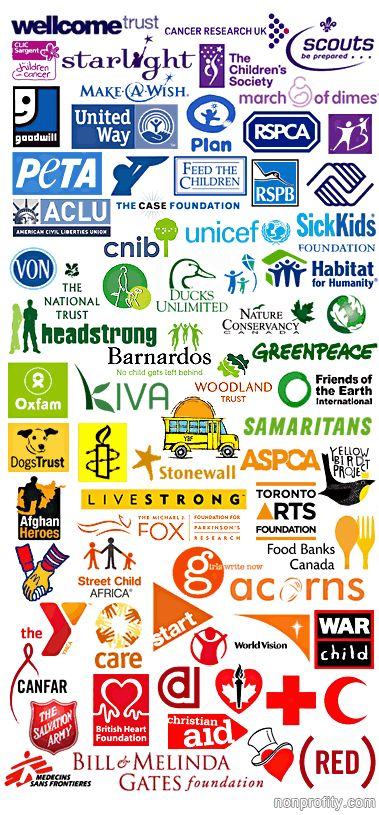 wellcome trust
CANCER RESEARCH UK
scouts
be prepared . . .
CLIC
Sargent
children
cancer
starlight
The
Children's
Society
MAKE-A-WISH
march of dimes
goodwill
United
Way
Plan
RSPCA
PETA
FEED THE
CHILDREN
RSPB
ACLU
AMERICAN CIVIL LIBERTIES UNION
THE CASE FOUNDATION
cnib
unicef
SickKids
FOUNDATION
VON
THE
NATIONAL
TRUST
DUCKS
UNLIMITED
Habitat
for Humanity
NATURE
CONSERVANCY
CANADA
headstrong
Barnardos
No child gets left behind
GREENPEACE
Oxfam
KIVA
WOODLAND
TRUST
Friends of
the Earth
International
SAMARITANS
DogsTrust
YBF
Stonewall
ASPCA
YELLOW
BIRD
PROJECT
Afghan
Heroes
LIVESTRONG
THE MICHAEL J.
FOX
FOUNDATION FOR
PARKINSON'S
RESEARCH
TORONTO
ARTS
FOUNDATION
Street Child
AFRICA
girls write now
Food Banks
Canada
acorns
the
Y
care
start
World Vision
WAR
child
CANFAR
THE
SALVATION
ARMY
British Heart
Foundation
d
christian
aid
MEDECINS
SANS FRONTIERES
BILL & MELINDA
GATES foundation
(RED)
nonprofity.com